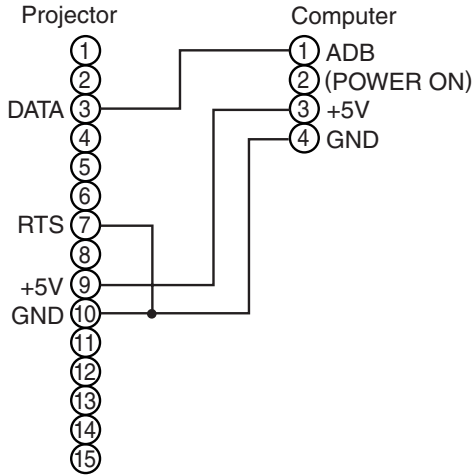 Projector
Computer
1
1 ADB
2
2 (POWER ON)
DATA 3
3 +5V
4
4 GND
5
6
RTS 7
8
+5V 9
GND 10
11
12
13
14
15